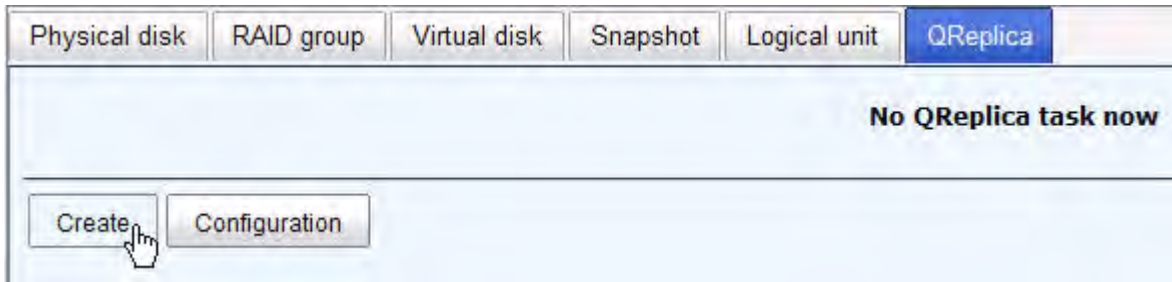 Physical disk RAID group Virtual disk Snapshot Logical unit QReplica
No QReplica task now
Create Configuration